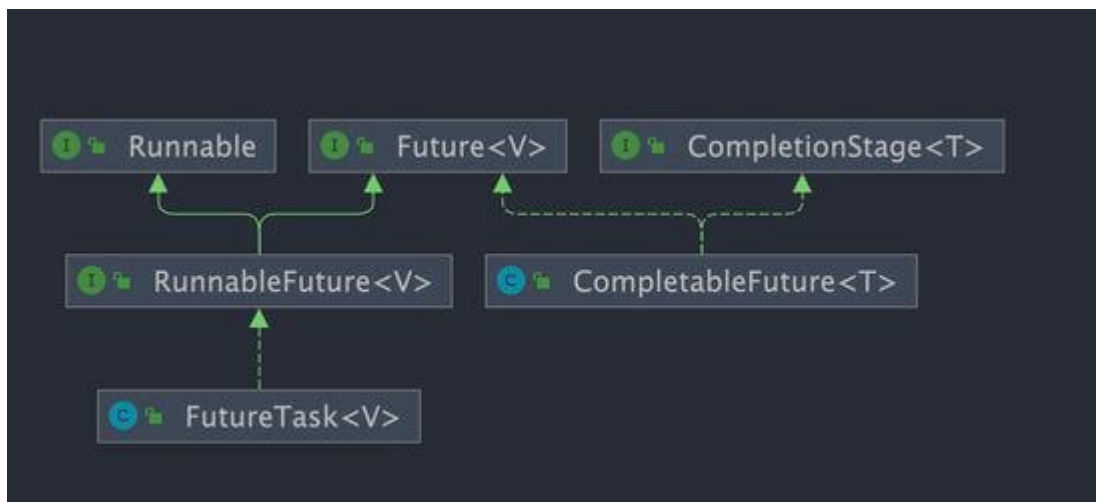 Runnable
Future<V>
CompletionStage<T>
RunnableFuture<V>
CompletableFuture<T>
FutureTask<V>